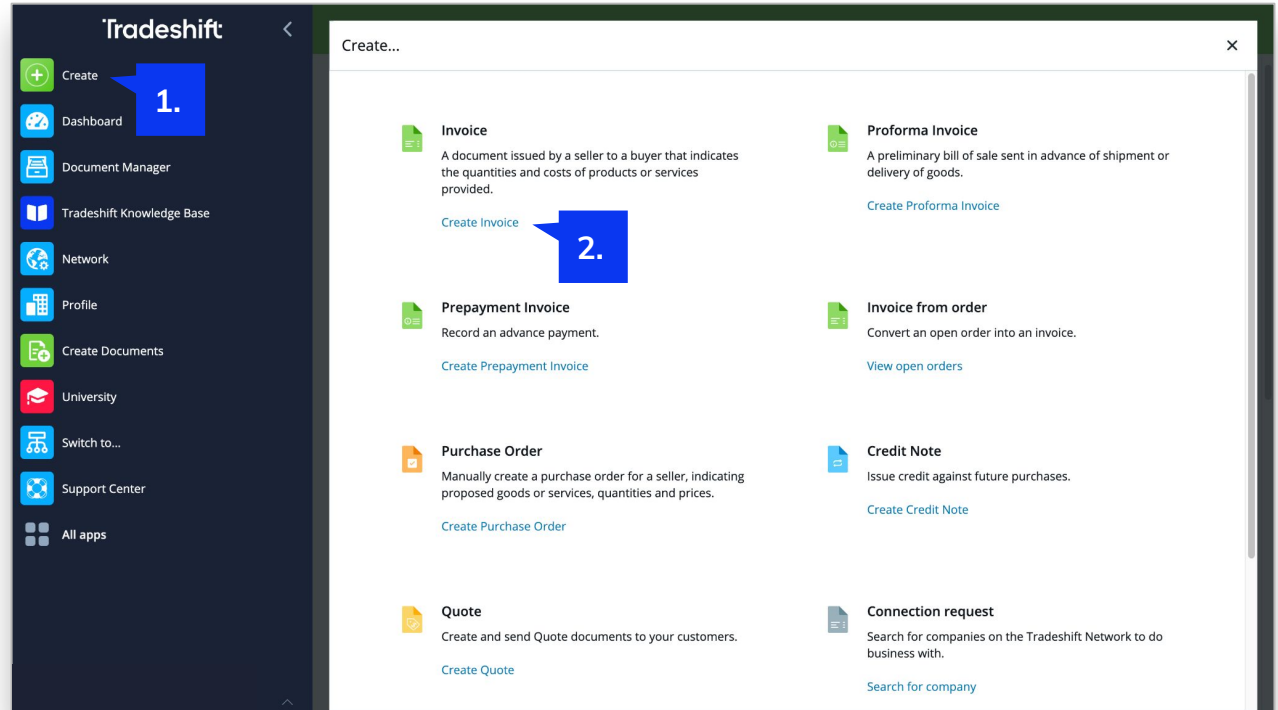 Tradeshift
Create
1.
Dashboard
Document Manager
Tradeshift Knowledge Base
Network
Profile
Create Documents
University
Switch to...
Support Center
All apps
Create...
Invoice
A document issued by a seller to a buyer that indicates
the quantities and costs of products or services
provided.
Create Invoice
2.
Proforma Invoice
A preliminary bill of sale sent in advance of shipment or
delivery of goods.
Create Proforma Invoice
Prepayment Invoice
Record an advance payment.
Create Prepayment Invoice
Invoice from order
Convert an open order into an invoice.
View open orders
Purchase Order
Manually create a purchase order for a seller, indicating
proposed goods or services, quantities and prices.
Create Purchase Order
Credit Note
Issue credit against future purchases.
Create Credit Note
Quote
Create and send Quote documents to your customers.
Create Quote
Connection request
Search for companies on the Tradeshift Network to do
business with.
Search for company